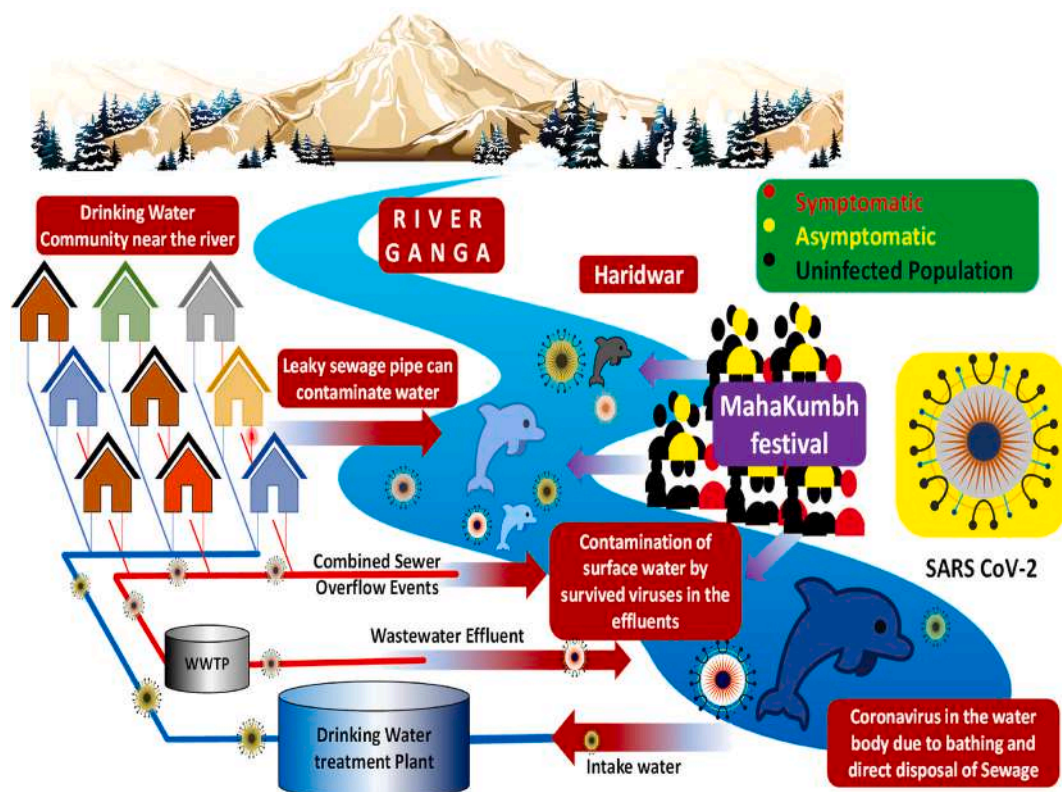 Drinking Water
Community near the river
RIVER
GANGA
Haridwar
Symptomatic
Asymptomatic
Uninfected Population
Leaky sewage pipe can
contaminate water
MahaKumbh
festival
SARS CoV-2
Combined Sewer
Overflow Events
Contamination of
surface water by
survived viruses in the
effluents
WWTP
Wastewater Effluent
Drinking Water
treatment Plant
Intake water
Coronavirus in the water
body due to bathing and
direct disposal of Sewage